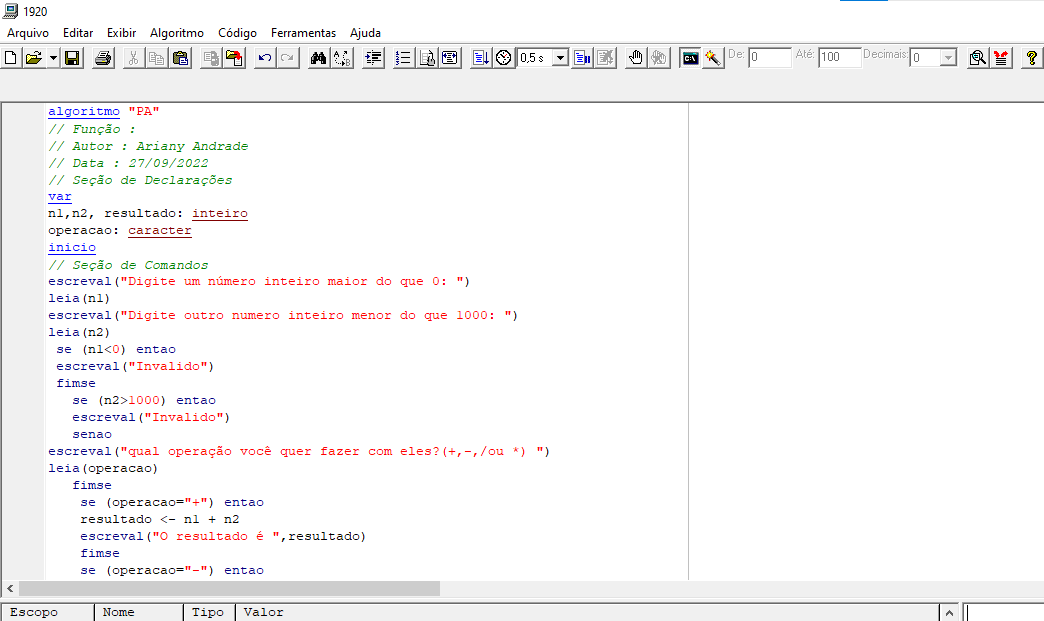 1920
Arquivo Editar Exibir Algoritmo Código Ferramentas Ajuda
0,5 s De: 0 Até: 100 Decimais: 0
algoritmo "PA"
// Função :
// Autor : Ariany Andrade
// Data : 27/09/2022
// Seção de Declarações
var
n1,n2, resultado: inteiro
operacao: caracter
inicio
// Seção de Comandos
escreval("Digite um número inteiro maior do que 0: ")
leia(n1)
escreval("Digite outro numero inteiro menor do que 1000: ")
leia(n2)
se (n1<0) entao
escreval("Invalido")
fimse
se (n2>1000) entao
escreval("Invalido")
senao
escreval("qual operação você quer fazer com eles?(+,-,/ou *) ")
leia(operacao)
fimse
se (operacao="+") entao
resultado <- n1 + n2
escreval("O resultado é ",resultado)
fimse
se (operacao="-") entao
Escopo Nome Tipo Valor